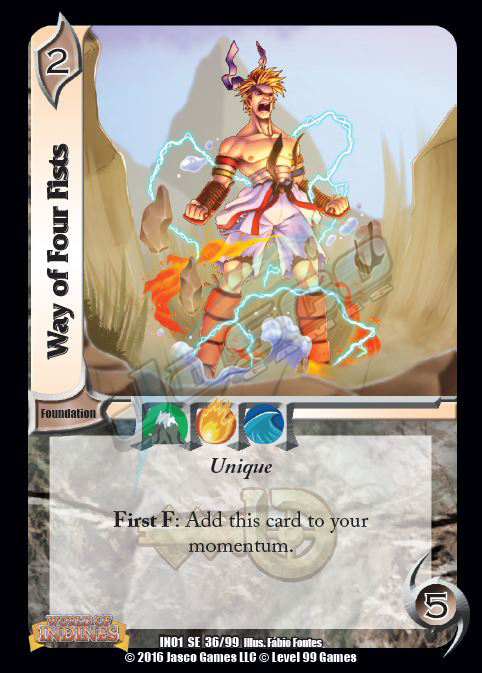 2
Way of Four Fists
Foundation
Unique
First F: Add this card to your
momentum.
5
WORLD OF
INDINES
IN01 SE 36/99 Illus. Fábio Fontes
© 2016 Jasco Games LLC © Level 99 Games